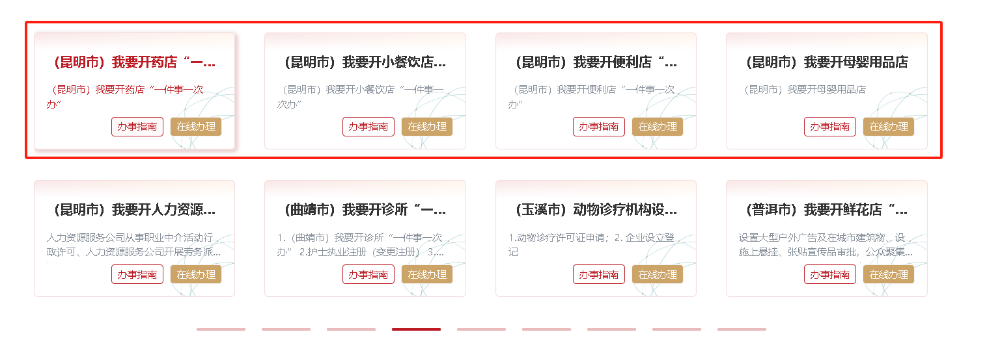 （昆明市）我要开药店“一...
（昆明市）我要开药店“一件事一次
办”
办事指南
在线办理
（昆明市）我要开小餐饮店...
（昆明市）我要开小餐饮店“一件事一
次办”
办事指南
在线办理
（昆明市）我要开便利店“...
（昆明市）我要开便利店“一件事一次
办”
办事指南
在线办理
（昆明市）我要开母婴用品店
（昆明市）我要开母婴用品店
办事指南
在线办理
（昆明市）我要开人力资源...
人力资源服务公司从事职业中介活动行
政许可、人力资源服务公司开展劳务派...
办事指南
在线办理
（曲靖市）我要开诊所“一...
1.（曲靖市）我要开诊所“一件事一次
办” 2.护士执业注册（变更注册） 3....
办事指南
在线办理
（玉溪市）动物诊疗机构设...
1.动物诊疗许可证申请；2. 企业设立登
记
办事指南
在线办理
（普洱市）我要开鲜花店“...
设置大型户外广告及在城市建筑物、设
施上悬挂、张贴宣传品审批，公众聚集...
办事指南
在线办理